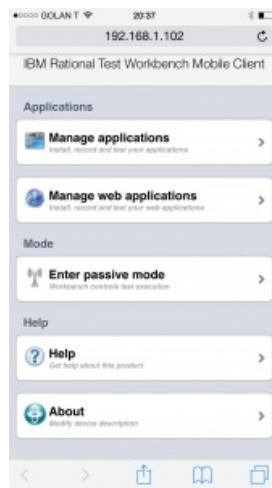 GOLAN T 20:37
192.168.1.102
IBM Rational Test Workbench Mobile Client
Applications
Manage applications
Install, record and test your applications
Manage web applications
Install, record and test your web applications
Mode
Enter passive mode
Workbench controls test execution
Help
Help
Get help about this product
About
Modify device description